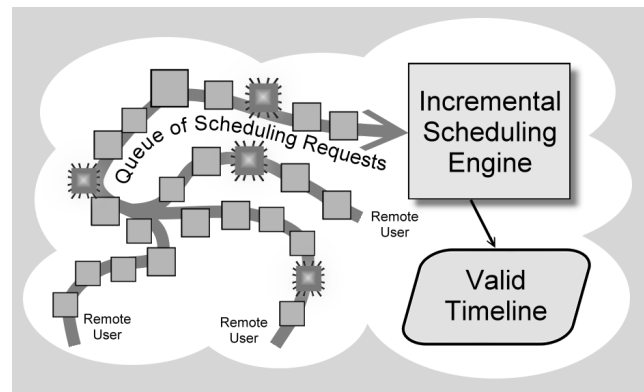 Queue of Scheduling Requests
Incremental
Scheduling
Engine
Remote
User
Valid
Timeline
Remote
User
Remote
User